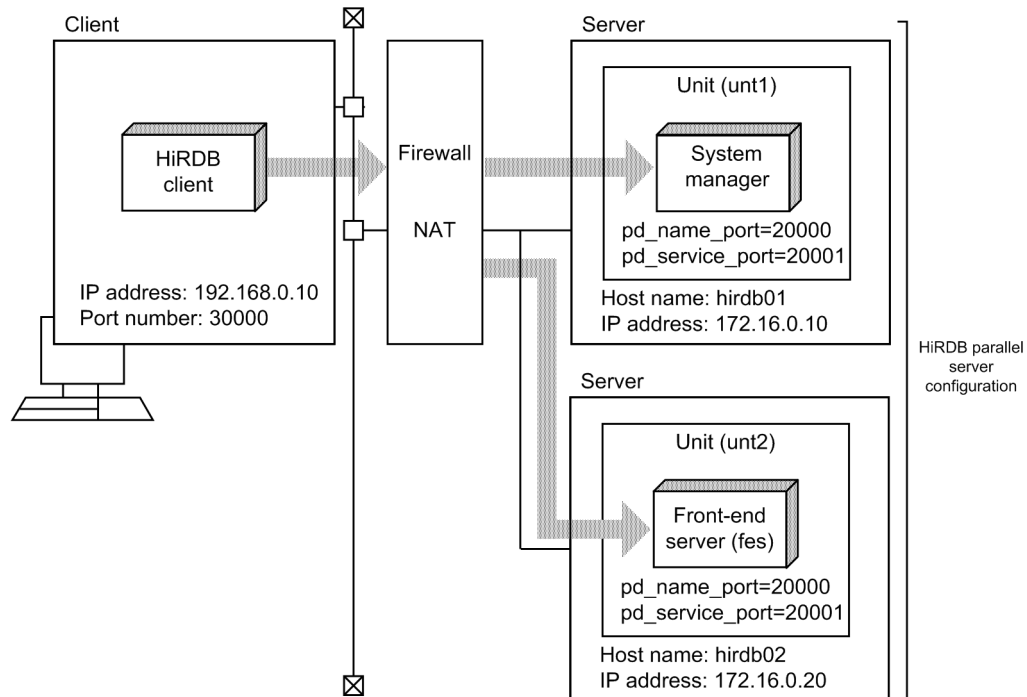 Client
HiRDB
client
IP address: 192.168.0.10
Port number: 30000
Firewall
NAT
Server
Unit (unt1)
System
manager
pd_name_port=20000
pd_service_port=20001
Host name: hirdb01
IP address: 172.16.0.10
Server
Unit (unt2)
Front-end
server (fes)
pd_name_port=20000
pd_service_port=20001
Host name: hirdb02
IP address: 172.16.0.20
HiRDB parallel
server
configuration